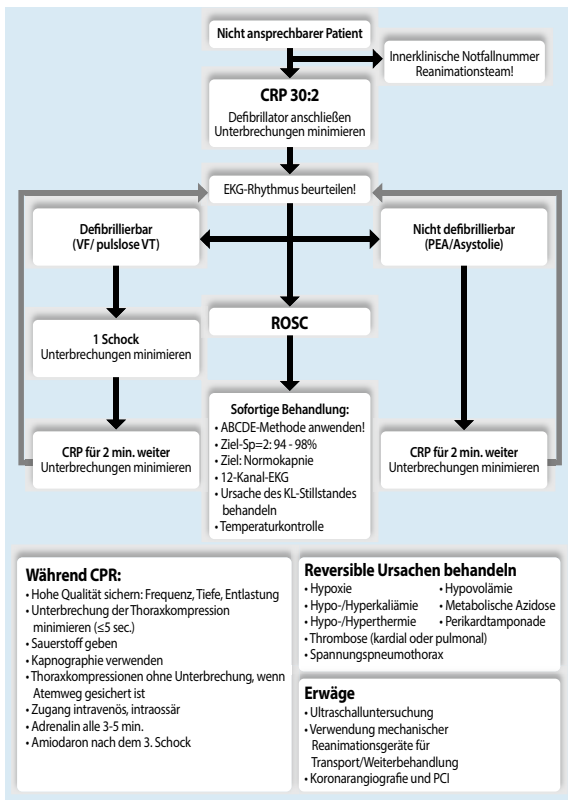 Nicht ansprechbarer Patient
Innerklinische Notfallnummer
Reanimationsteam!
CRP 30:2
Defibrillator anschließen
Unterbrechungen minimieren
EKG-Rhythmus beurteilen!
Defibrillierbar
(VF/ pulslose VT)
Nicht defibrillierbar
(PEA/Asystolie)
1 Schock
Unterbrechungen minimieren
ROSC
CRP für 2 min. weiter
Unterbrechungen minimieren
Sofortige Behandlung:
• ABCDE-Methode anwenden!
• Ziel-Sp=2: 94 - 98%
• Ziel: Normokapnie
• 12-Kanal-EKG
• Ursache des KL-Stillstandes
behandeln
• Temperaturkontrolle
CRP für 2 min. weiter
Unterbrechungen minimieren
Während CPR:
• Hohe Qualität sichern: Frequenz, Tiefe, Entlastung
• Unterbrechung der Thoraxkompression
minimieren (≤5 sec.)
• Sauerstoff geben
• Kapnographie verwenden
• Thoraxkompressionen ohne Unterbrechung, wenn
Atemweg gesichert ist
• Zugang intravenös, intraossär
• Adrenalin alle 3-5 min.
• Amiodaron nach dem 3. Schock
Reversible Ursachen behandeln
• Hypoxie • Hypovolämie
• Hypo-/Hyperkaliämie • Metabolische Azidose
• Hypo-/Hyperthermie • Perikardtamponade
• Thrombose (kardial oder pulmonal)
• Spannungspneumothorax
Erwäge
• Ultraschalluntersuchung
• Verwendung mechanischer
Reanimationsgeräte für
Transport/Weiterbehandlung
• Koronarangiografie und PCI